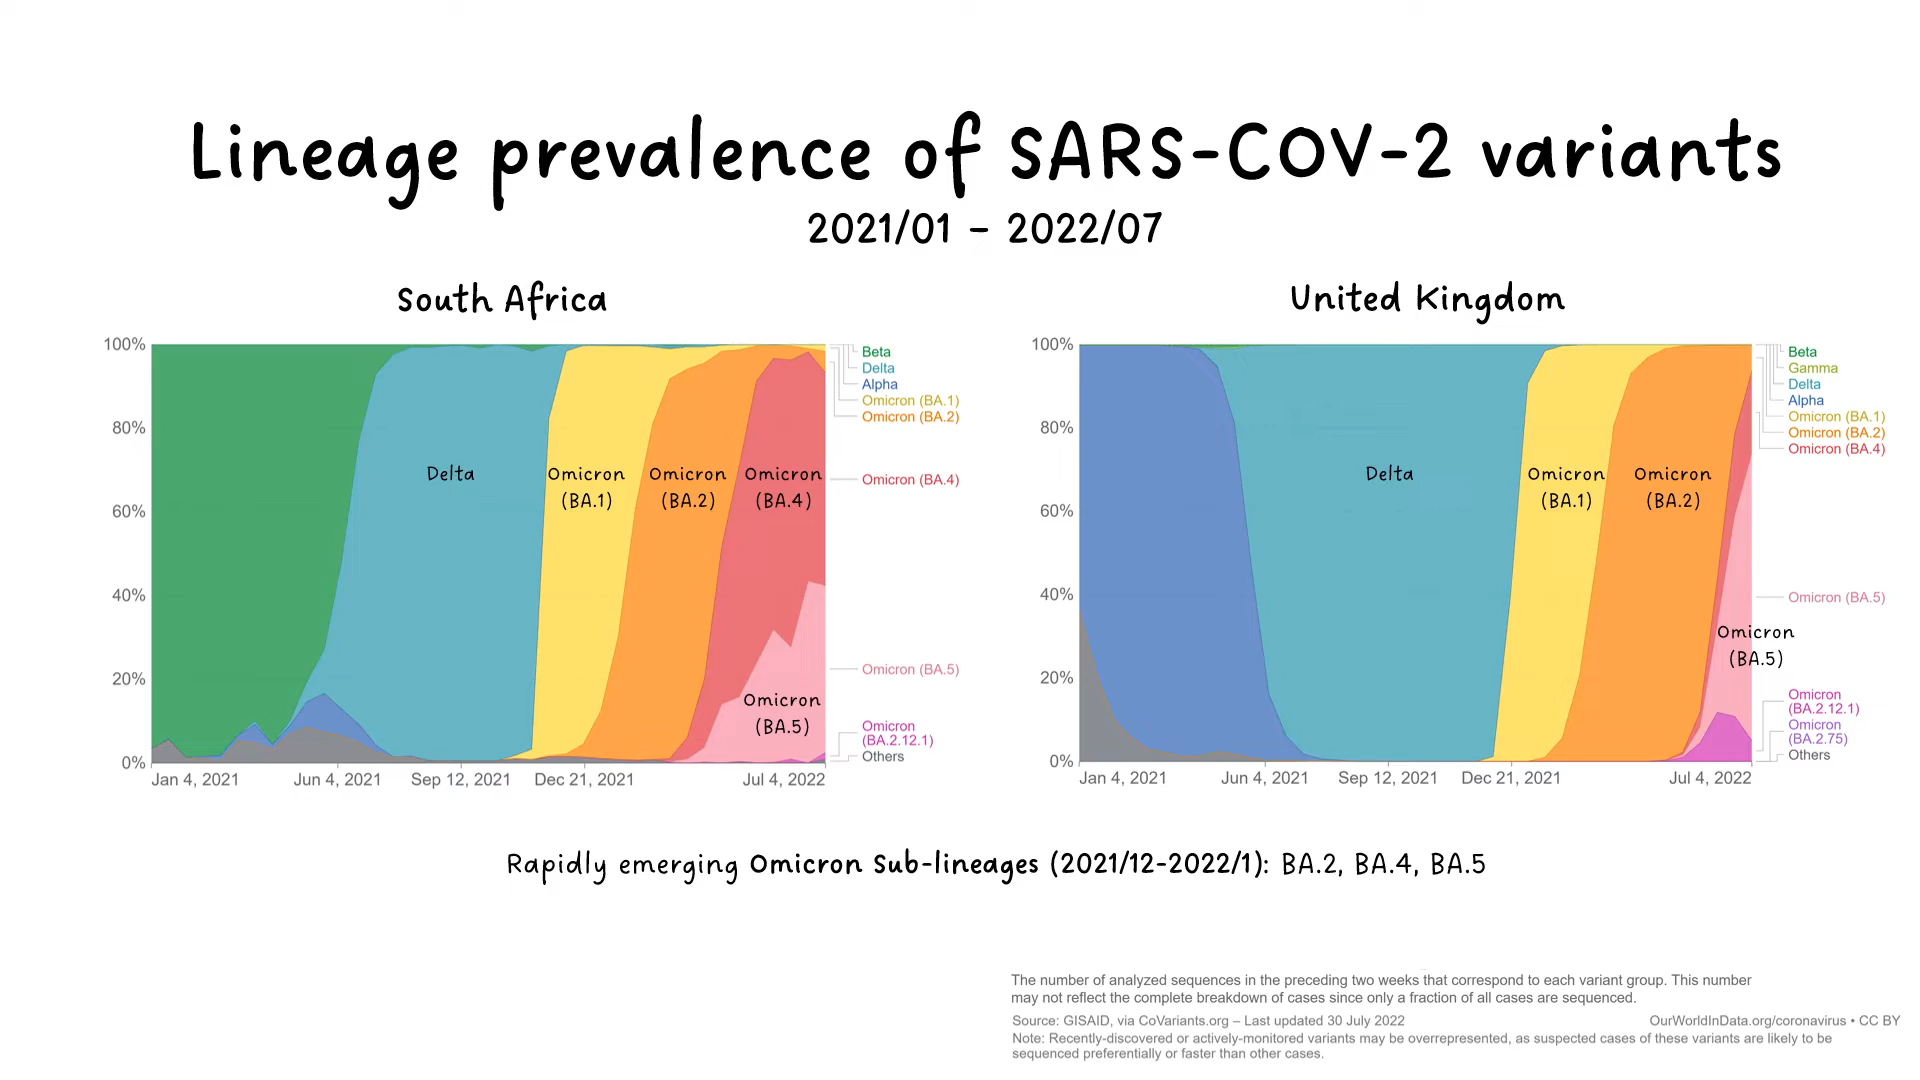 Lineage prevalence of SARS-COV-2 variants
2021/01 - 2022/07
South Africa
100%
80%
60%
40%
20%
0%
Jan 4, 2021
Jun 4, 2021
Sep 12, 2021
Dec 21, 2021
Jul 4, 2022
Delta
Omicron
(BA.1)
Omicron
(BA.2)
Omicron
(BA.4)
Omicron
(BA.5)
Beta
Delta
Alpha
Omicron (BA.1)
Omicron (BA.2)
Omicron (BA.4)
Omicron (BA.5)
Omicron
(BA.2.12.1)
Others
United Kingdom
100%
80%
60%
40%
20%
0%
Jan 4, 2021
Jun 4, 2021
Sep 12, 2021
Dec 21, 2021
Jul 4, 2022
Delta
Omicron
(BA.1)
Omicron
(BA.2)
Omicron
(BA.5)
Beta
Gamma
Delta
Alpha
Omicron (BA.1)
Omicron (BA.2)
Omicron (BA.4)
Omicron (BA.5)
Omicron
(BA.2.12.1)
Omicron
(BA.2.75)
Others
Rapidly emerging Omicron Sub-lineages (2021/12-2022/1): BA.2, BA.4, BA.5
The number of analyzed sequences in the preceding two weeks that correspond to each variant group. This number
may not reflect the complete breakdown of cases since only a fraction of all cases are sequenced.
Source: GISAID, via CoVariants.org – Last updated 30 July 2022
OurWorldInData.org/coronavirus • CC BY
Note: Recently-discovered or actively-monitored variants may be overrepresented, as suspected cases of these variants are likely to be
sequenced preferentially or faster than other cases.